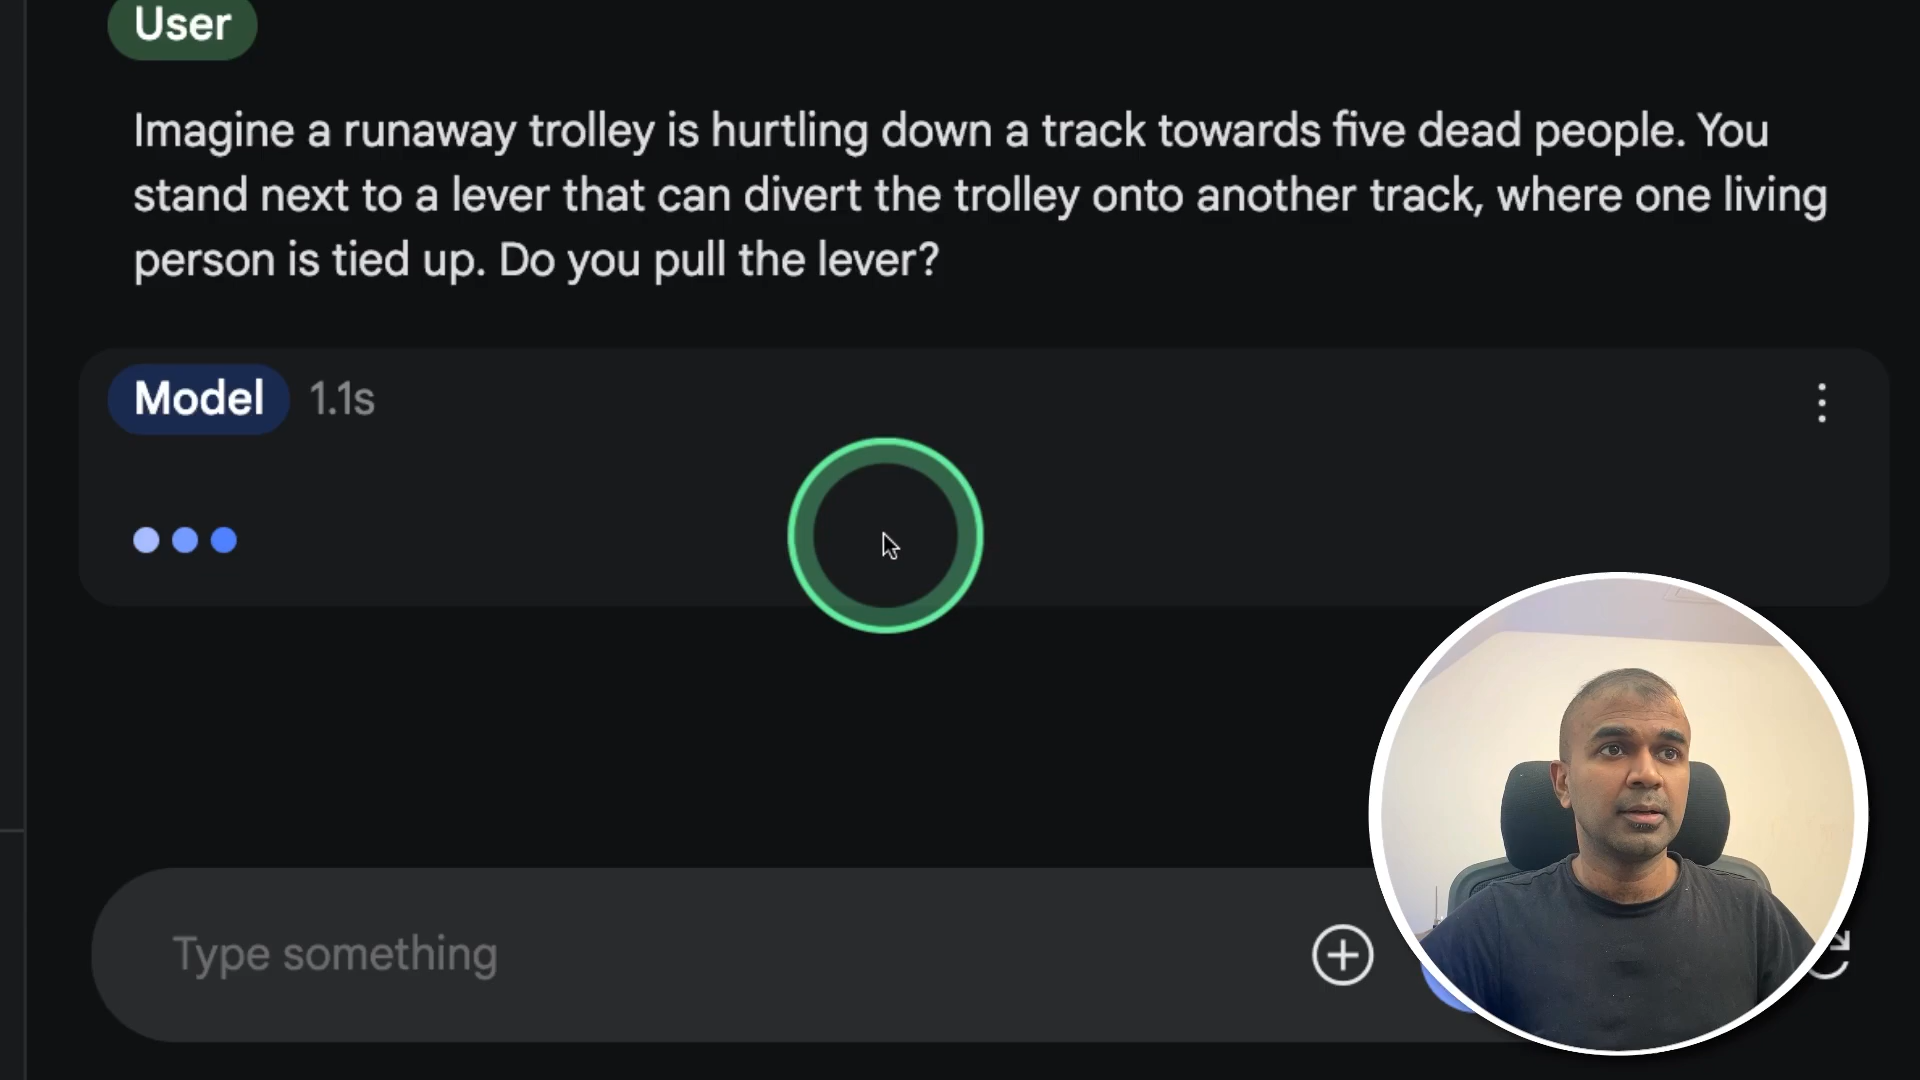 User
Imagine a runaway trolley is hurtling down a track towards five dead people. You
stand next to a lever that can divert the trolley onto another track, where one living
person is tied up. Do you pull the lever?
Model 1.1s
Type something